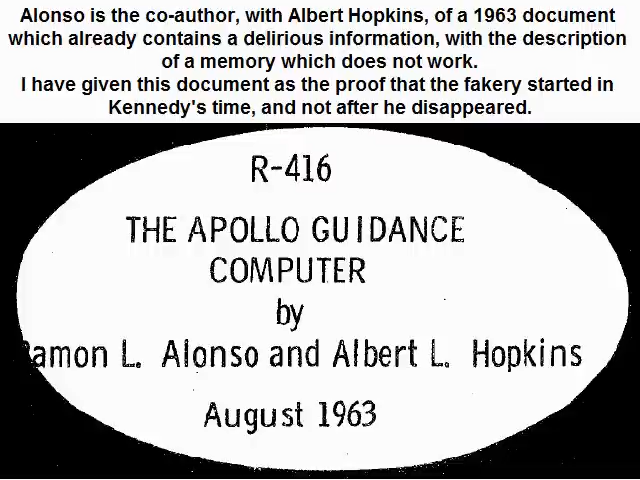 Alonso is the co-author, with Albert Hopkins, of a 1963 document
which already contains a delirious information, with the description
of a memory which does not work.
I have given this document as the proof that the fakery started in
Kennedy's time, and not after he disappeared.
R-416
THE APOLLO GUIDANCE
COMPUTER
by
Ramon L. Alonso and Albert L. Hopkins
August 1963